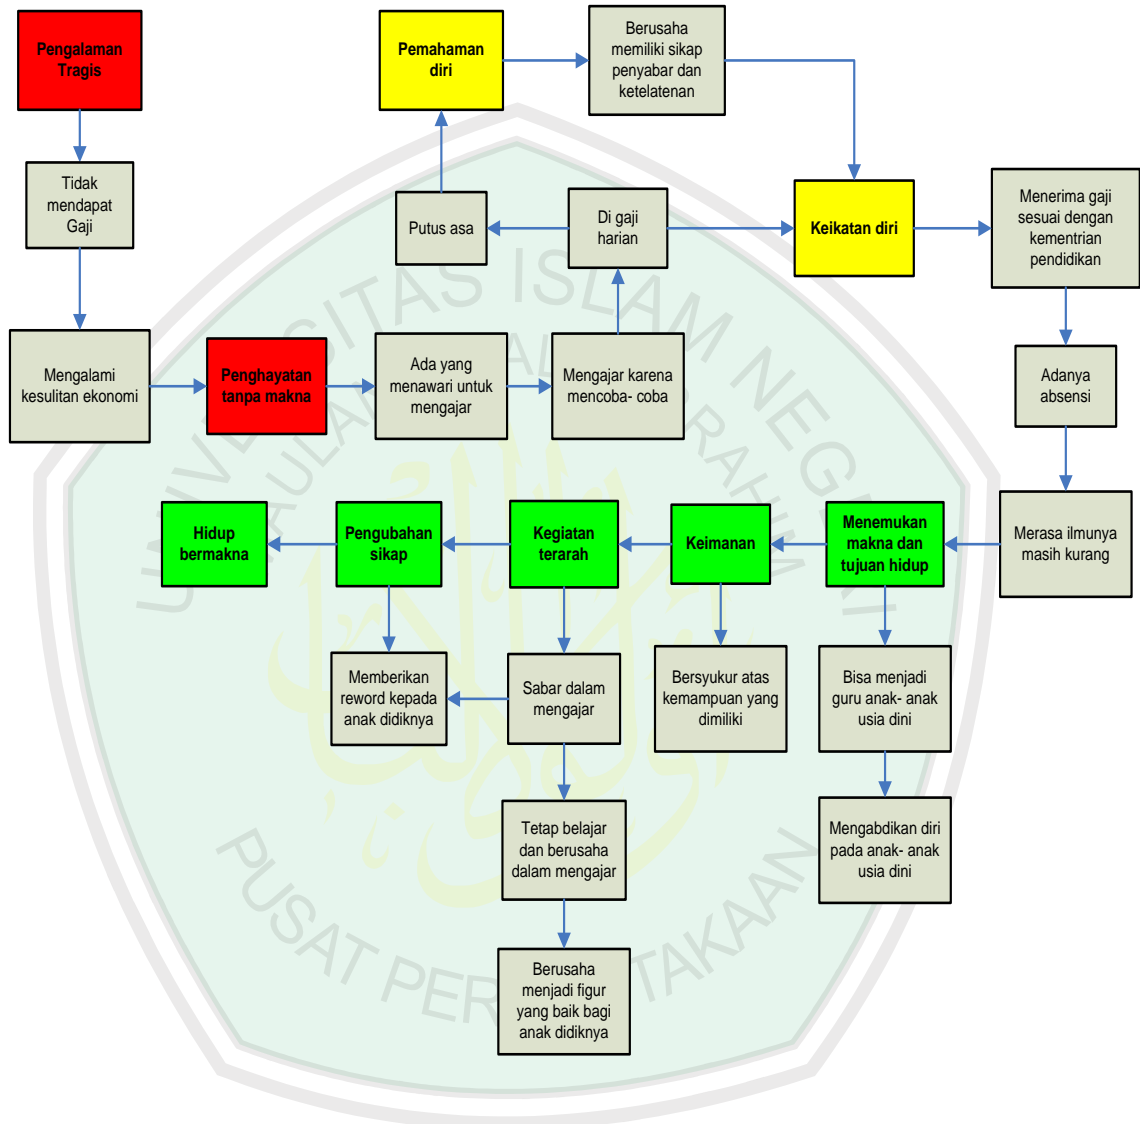 Pengalaman
Tragis
Pemahaman
diri
Berusaha
memiliki sikap
penyabar dan
ketelatenan
Tidak
mendapat
Gaji
Putus asa
Di gaji
harian
Keikatan diri
Menerima gaji
sesuai dengan
kementrian
pendidikan
Mengalami
kesulitan ekonomi
Penghayatan
tanpa makna
Ada yang
menawari untuk
mengajar
Mengajar karena
mencoba- coba
Adanya
absensi
Hidup
bermakna
Pengubahan
sikap
Kegiatan
terarah
Keimanan
Menemukan
makna dan
tujuan hidup
Merasa ilmunya
masih kurang
Memberikan
reword kepada
anak didiknya
Sabar dalam
mengajar
Bersyukur atas
kemampuan yang
dimiliki
Bisa menjadi
guru anak- anak
usia dini
Tetap belajar
dan berusaha
dalam mengajar
Mengabdikan diri
pada anak- anak
usia dini
Berusaha
menjadi figur
yang baik bagi
anak didiknya
ISLAM
PUSAT